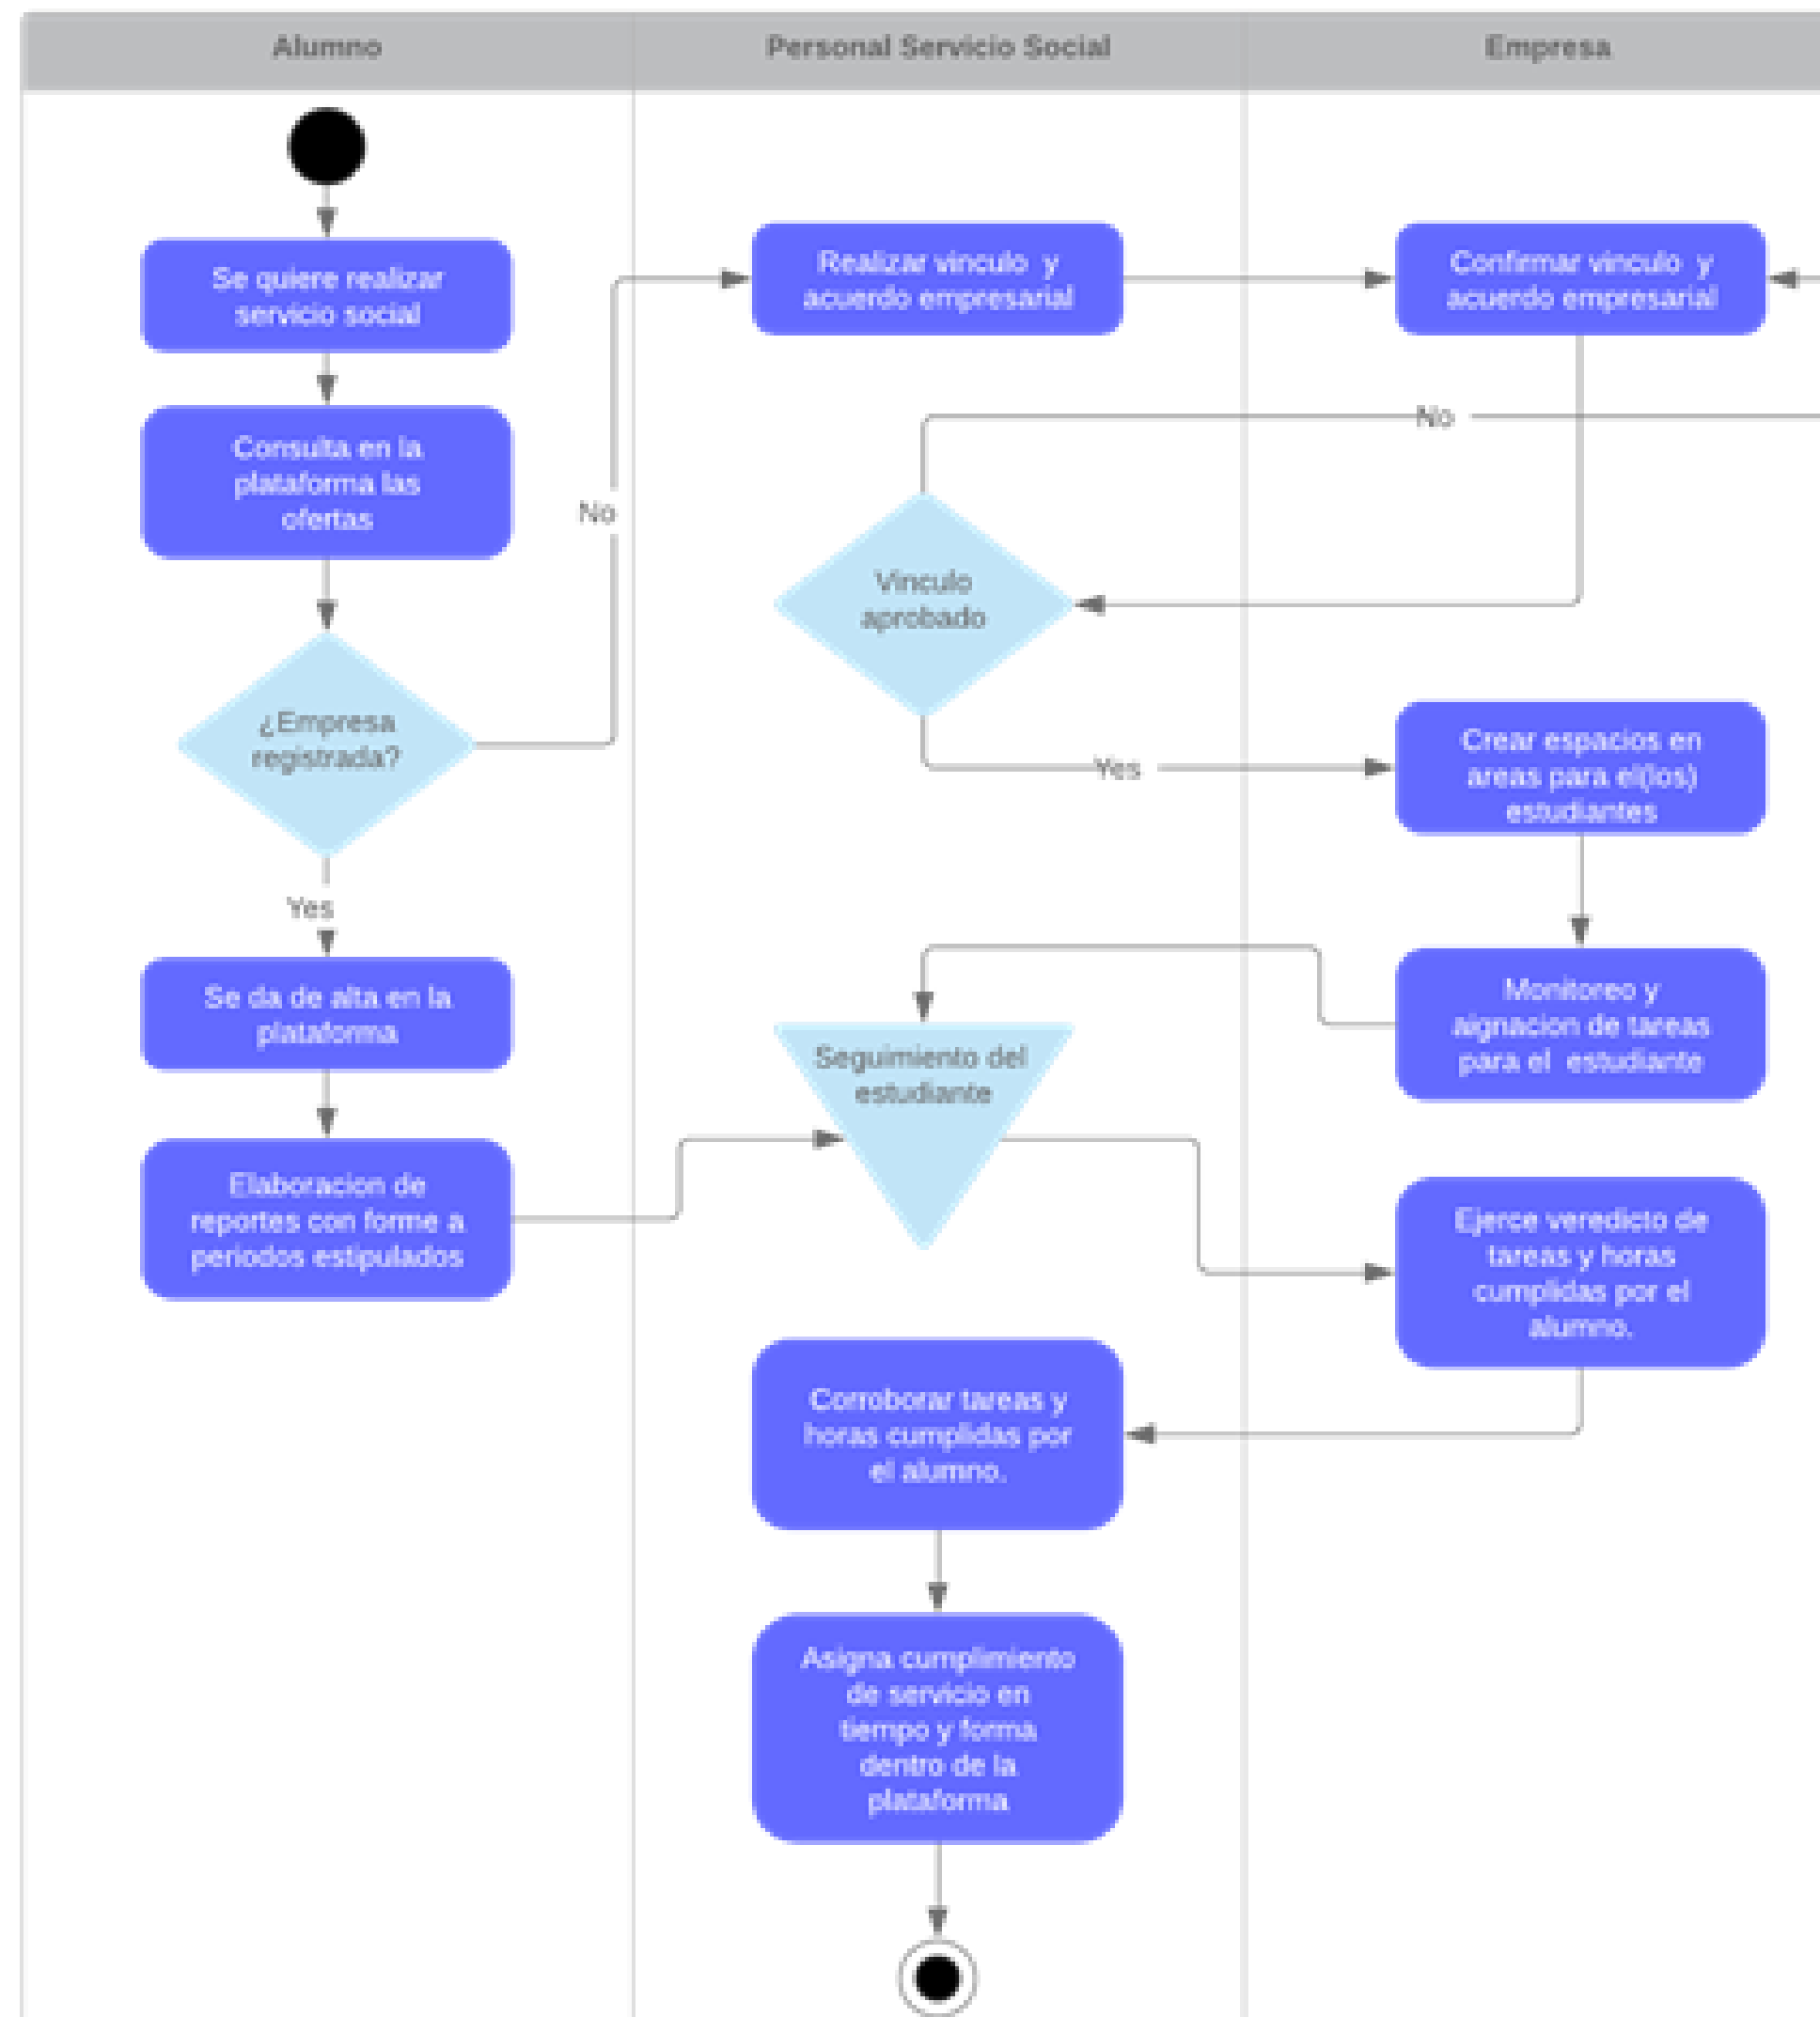 Alumno
Personal Servicio Social
Empresa
Se quiere realizar
servicio social
Consulta en la
plataforma las
ofertas
¿Empresa
registrada?
No
Yes
Se da de alta en la
plataforma
Elaboracion de
reportes con forme a
periodos estipulados
Realizar vinculo y
acuerdo empresarial
Confirmar vinculo y
acuerdo empresarial
No
Vinculo
aprobado
Yes
Crear espacios en
areas para el(los)
estudiantes
Monitoreo y
aignacion de tareas
para el estudiante
Seguimiento del
estudiante
Ejerce veredicto de
tareas y horas
cumplidas por el
alumno.
Corroborar tareas y
horas cumplidas por
el alumno.
Asigna cumplimiento
de servicio en
tiempo y forma
dentro de la
plataforma